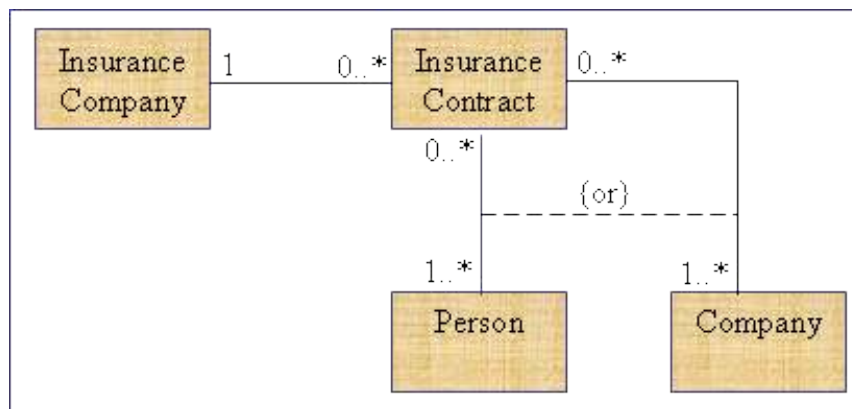 Insurance
Company
1
0..*
Insurance
Contract
0..*
0..*
{or}
1..*
1..*
Person
Company